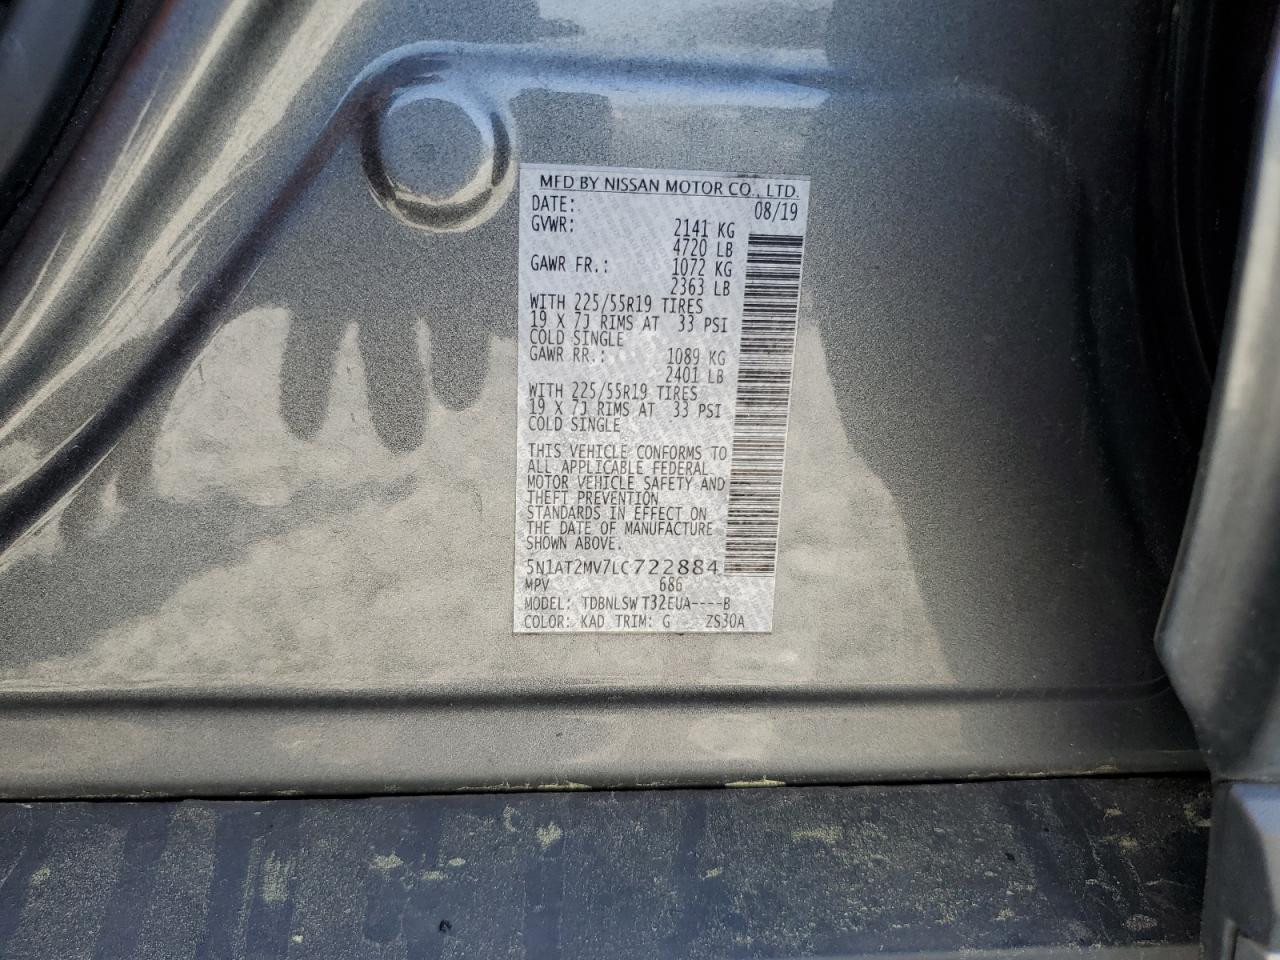 MFD BY NISSAN MOTOR CO., LTD.
DATE: 08/19
GVWR: 2141 KG
4720 LB
GAWR FR.: 1072 KG
2363 LB
WITH 225/55R19 TIRES
19 X 7J RIMS AT 33 PSI
COLD SINGLE
GAWR RR.: 1089 KG
2401 LB
WITH 225/55R19 TIRES
19 X 7J RIMS AT 33 PSI
COLD SINGLE
THIS VEHICLE CONFORMS TO
ALL APPLICABLE FEDERAL
MOTOR VEHICLE SAFETY AND
THEFT PREVENTION
STANDARDS IN EFFECT ON
THE DATE OF MANUFACTURE
SHOWN ABOVE.
5N1AT2MV7LC722884
MPV 686
MODEL: TDBNLSW T32EUA----B
COLOR: KAD TRIM: G ZS30A